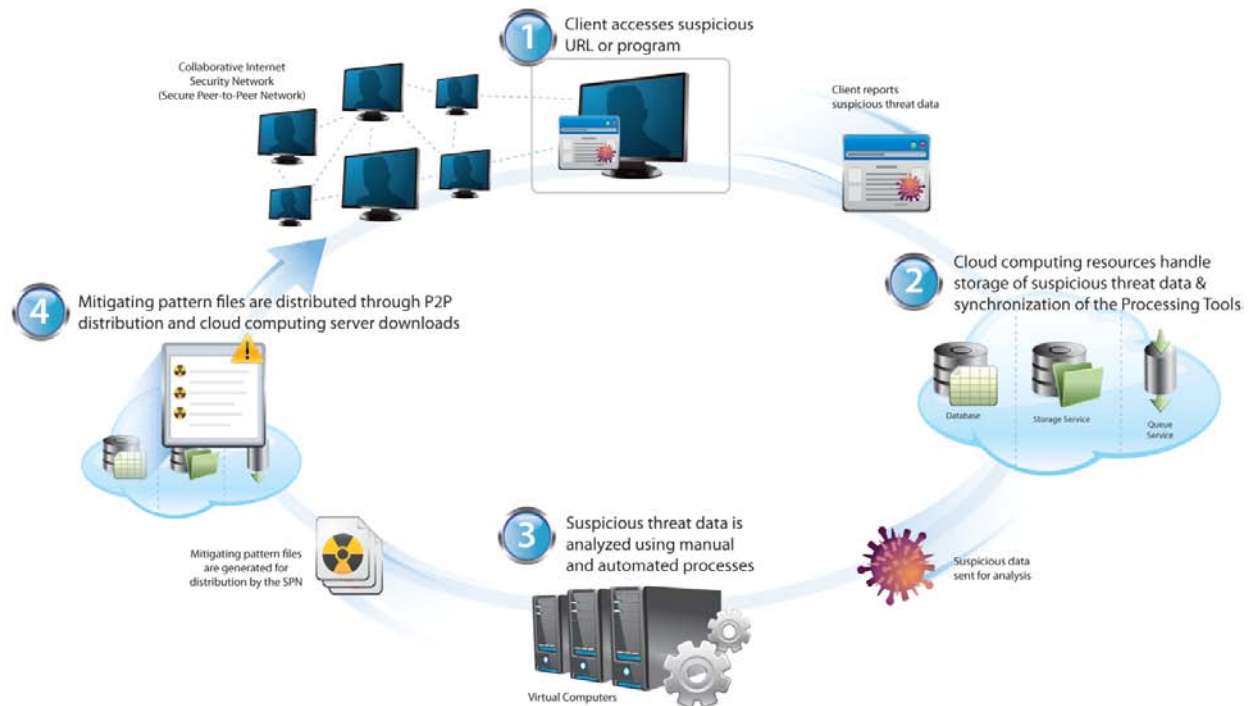 1
Client accesses suspicious
URL or program
Collaborative Internet
Security Network
(Secure Peer-to-Peer Network)
Client reports
suspicious threat data
2
Cloud computing resources handle
storage of suspicious threat data &
synchronization of the Processing Tools.
Database
Storage Service
Queue
Service
Suspicious data
sent for analysis
3
Suspicious threat data is
analyzed using manual
and automated processes
Virtual Computers
Mitigating pattern files
are generated for
distribution by the SPN
4
Mitigating pattern files are distributed through P2P
distribution and cloud computing server downloads